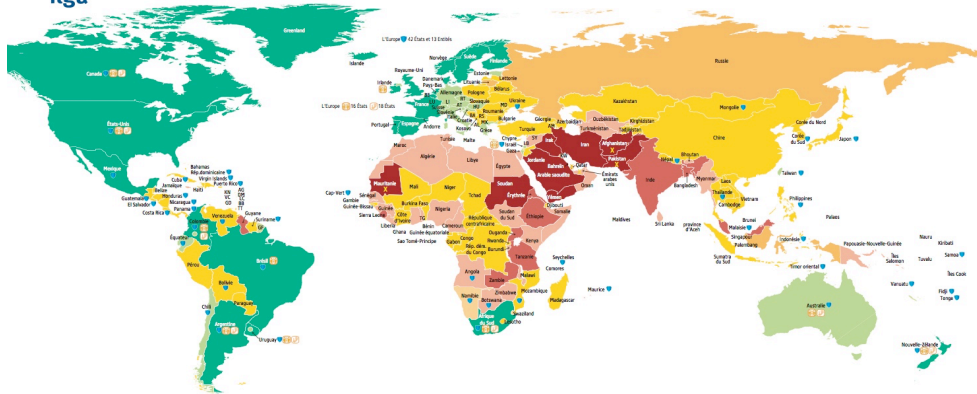 kgd
Groenland
L'Europe 42 États et 13 Entités
Islande
Norvège
Suède
Finlande
Russie
Canada
Royaume-Uni
Danemark
Pays-Bas
Irlande
Estonie
Lettonie
Lituanie
Bélarus
Pologne
Allemagne
Slovaquie
Ukraine
L'Europe 16 États 18 États
France
Roumanie
Bulgarie
Croatie
Italie
Kosovo
Grèce
Portugal
Espagne
Andorre
Malte
Turquie
Géorgie
Azerbaïdjan
Kazakhstan
Ouzbékistan
Turkménistan
Kirghizistan
Tadjikistan
Mongolie
Chine
Corée du Nord
Corée du Sud
Japon
États-Unis
Mexique
Chypre
Israël
Gaza
Irak
Iran
Afghanistan
Pakistan
Jordanie
Bahreïn
Arabie saoudite
Qatar
Émirats arabes unis
Oman
Yémen
Népal
Bhoutan
Bangladesh
Inde
Myanmar
Laos
Thaïlande
Vietnam
Cambodge
Taiwan
Philippines
Maroc
Algérie
Tunisie
Libye
Égypte
Mauritanie
Mali
Niger
Tchad
Soudan
Érythrée
Djibouti
Somalie
Éthiopie
Soudan du Sud
Cap-Vert
Sénégal
Gambie
Guinée-Bissau
Guinée
Sierra Leone
Liberia
Côte d'Ivoire
Burkina Faso
Ghana
TG
Bénin
Nigeria
Cameroun
Guinée équatoriale
Sao Tomé-Principe
République centrafricaine
Gabon
Congo
Rép. dém. du Congo
Ouganda
Rwanda
Burundi
Kenya
Tanzanie
Angola
Zambie
Malawi
Mozambique
Namibie
Botswana
Zimbabwe
Swaziland
Lesotho
Afrique du Sud
Madagascar
Seychelles
Comores
Maurice
Maldives
Sri Lanka
Bahamas
Rép.dominicaine
Virgin Islands
Puerto Rico
Cuba
Jamaïque
Haïti
Belize
Guatemala
Honduras
El Salvador
Nicaragua
Costa Rica
Panama
Venezuela
Guyane
Suriname
GF
Colombie
Équateur
Pérou
Brésil
Bolivie
Paraguay
Chili
Argentine
Uruguay
province d'Aceh
Malaisie
Brunei
Singapour
Palembang
Sumatra du Sud
Indonésie
Timor oriental
Palaos
Papouasie-Nouvelle-Guinée
Îles Salomon
Nauru
Kiribati
Tuvalu
Samoa
Îles Cook
Vanuatu
Fidji
Tonga
Australie
Nouvelle-Zélande